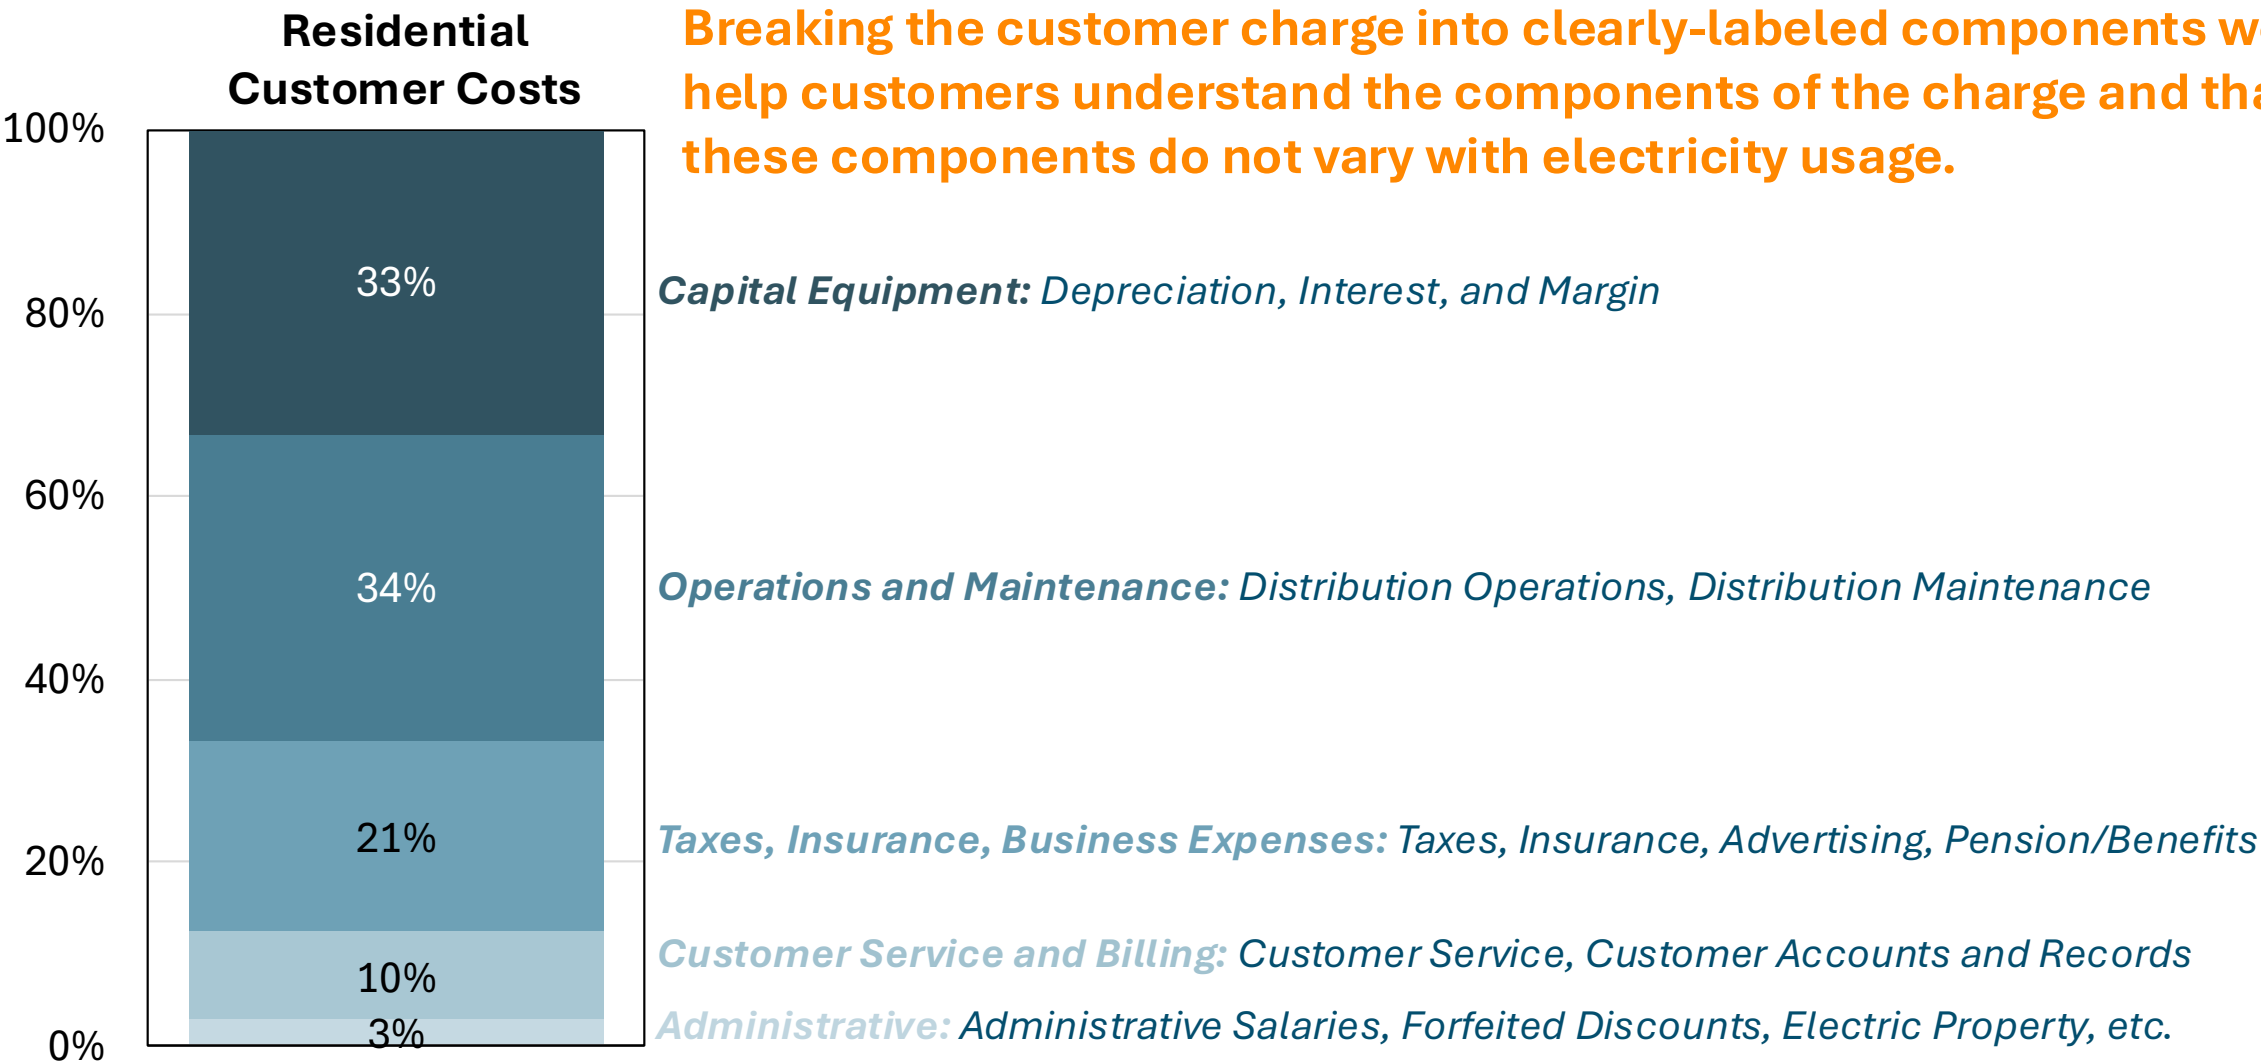 Residential
Customer Costs
Breaking the customer charge into clearly-labeled components
help customers understand the components of the charge and
these components do not vary with electricity usage.
100%
80%
60%
40%
20%
0%
33%
Capital Equipment: Depreciation, Interest, and Margin
34%
Operations and Maintenance: Distribution Operations, Distribution Maintenance
21%
Taxes, Insurance, Business Expenses: Taxes, Insurance, Advertising, Pension/Benefits
10%
Customer Service and Billing: Customer Service, Customer Accounts and Records
3%
Administrative: Administrative Salaries, Forfeited Discounts, Electric Property, etc.